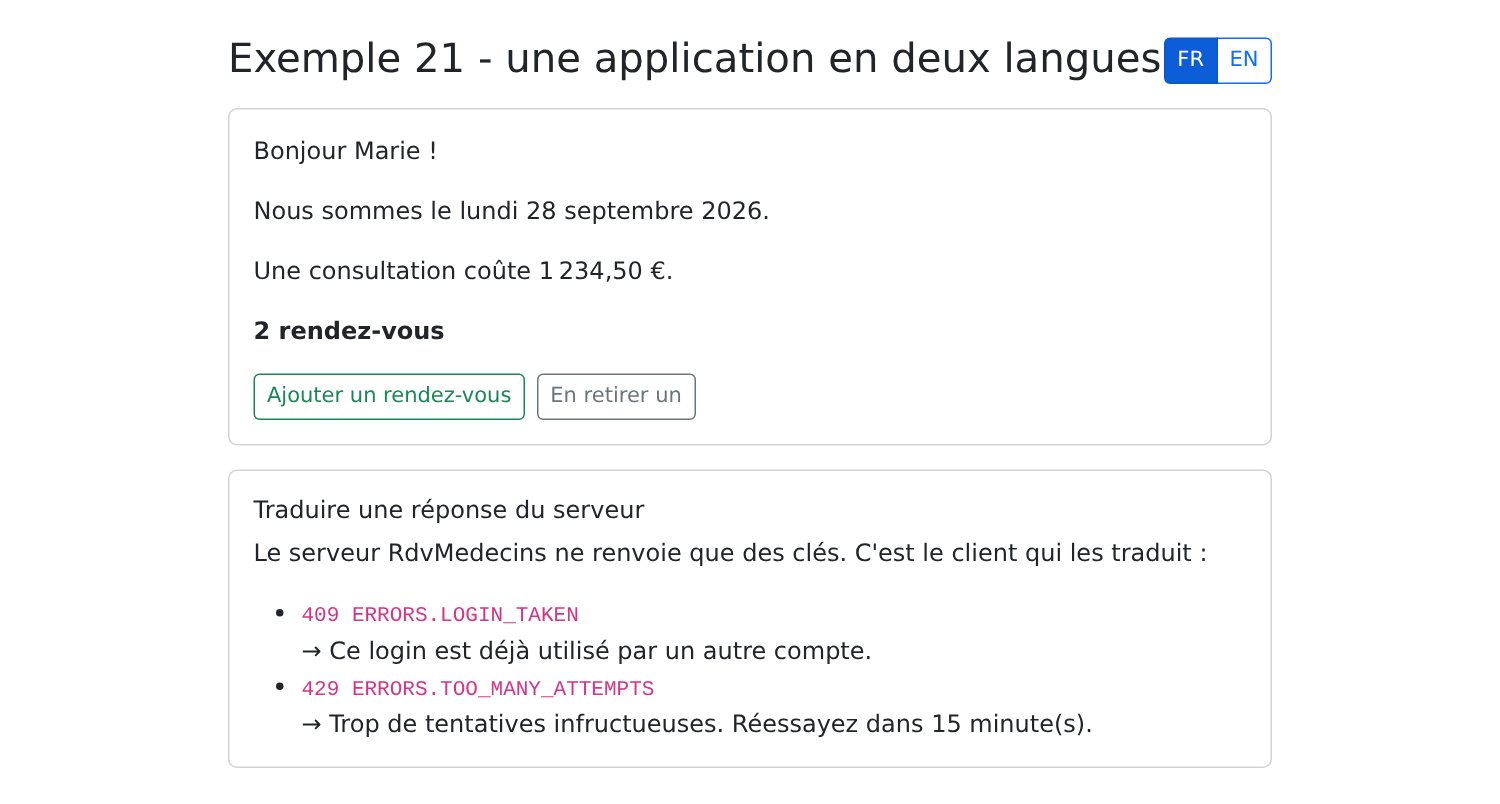 Exemple 21 - une application en deux langues
FR
EN
Bonjour Marie !
Nous sommes le lundi 28 septembre 2026.
Une consultation coûte 1 234,50 €.
2 rendez-vous
Ajouter un rendez-vous
En retirer un
Traduire une réponse du serveur
Le serveur RdvMedecins ne renvoie que des clés. C'est le client qui les traduit :
• 409 ERRORS.LOGIN_TAKEN
→ Ce login est déjà utilisé par un autre compte.
• 429 ERRORS.TOO_MANY_ATTEMPTS
→ Trop de tentatives infructueuses. Réessayez dans 15 minute(s).